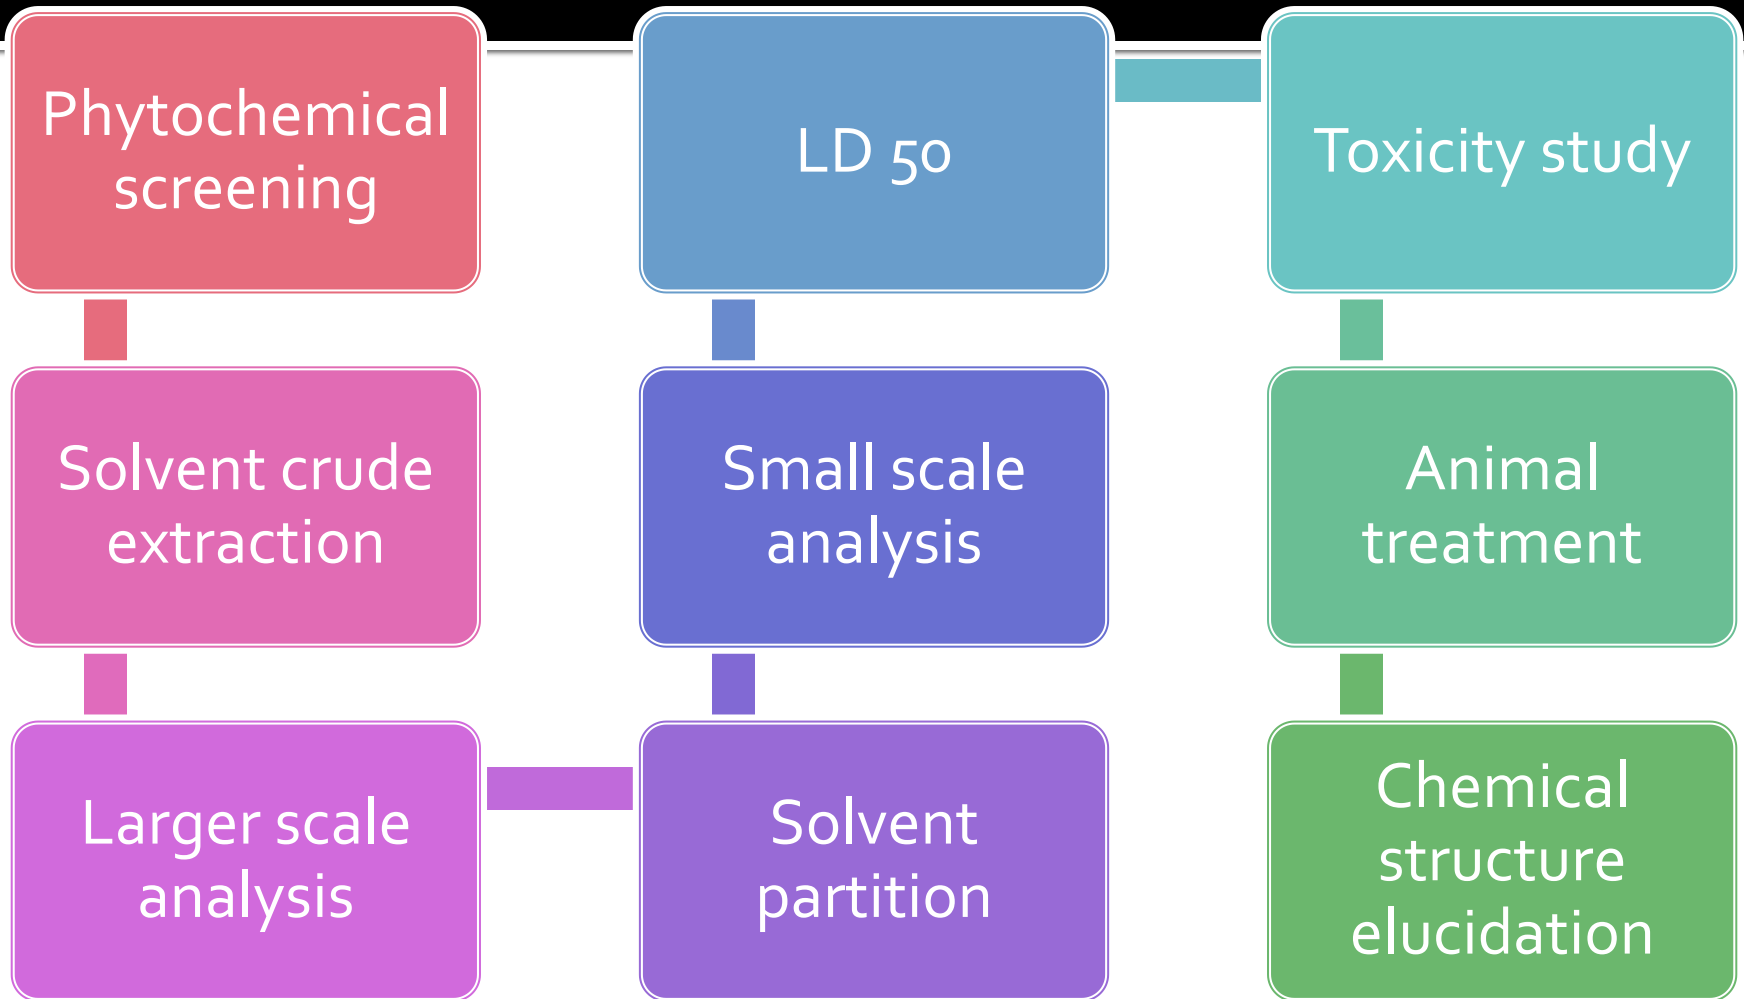 Phytochemical
screening
Solvent crude
extraction
Larger scale
analysis
Solvent
partition
Small scale
analysis
LD 50
Toxicity study
Animal
treatment
Chemical
structure
elucidation